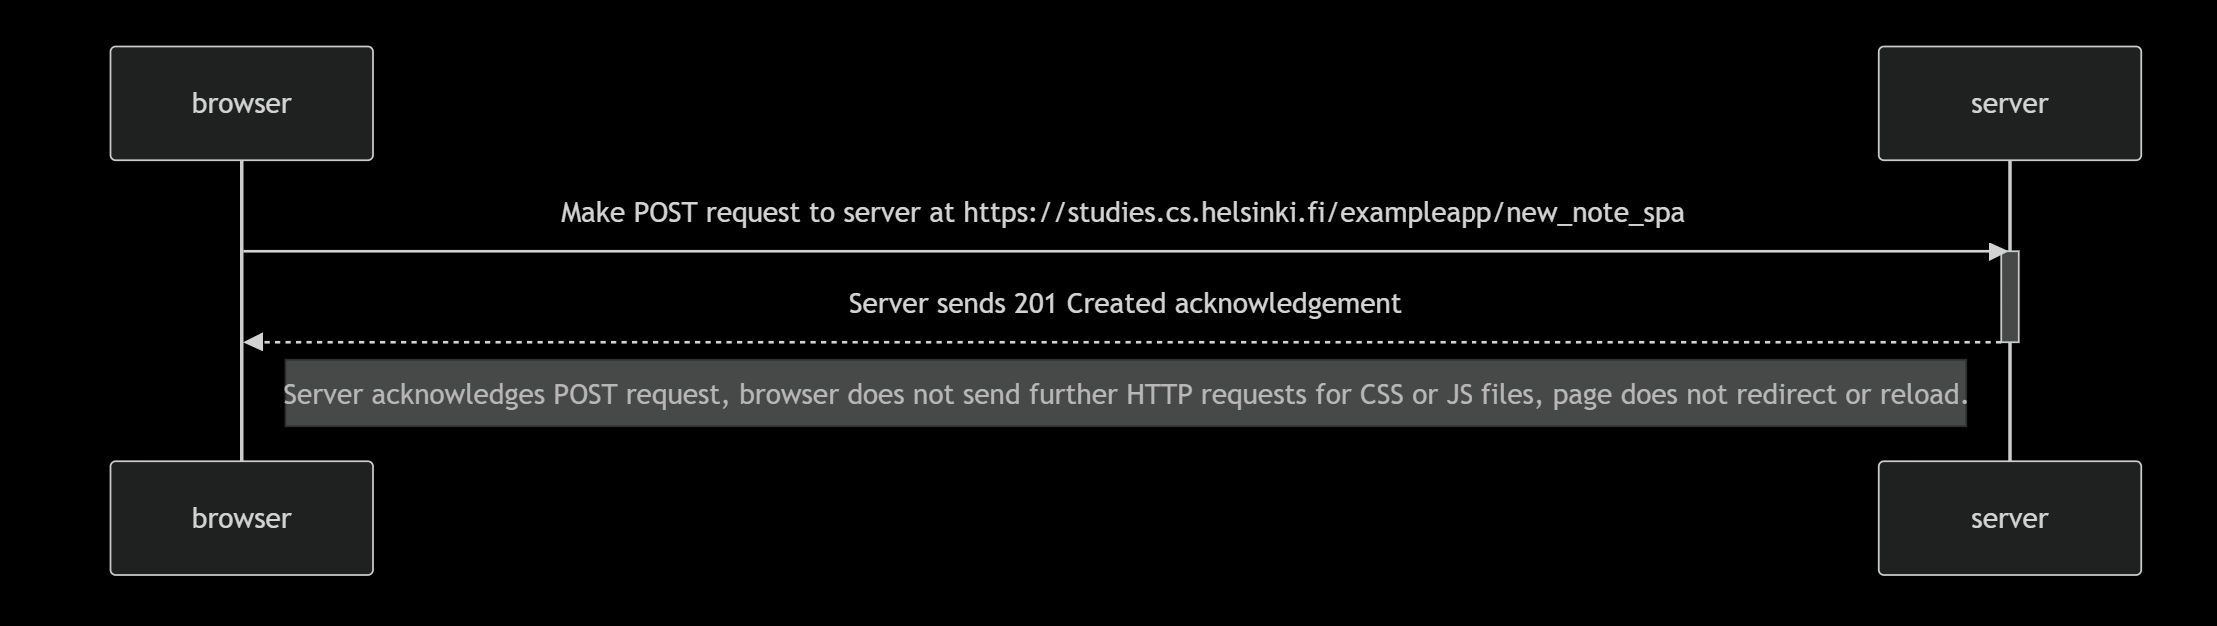 browser
server
Make POST request to server at https://studies.cs.helsinki.fi/exampleapp/new_note_spa
Server sends 201 Created acknowledgement
Server acknowledges POST request, browser does not send further HTTP requests for CSS or JS files, page does not redirect or reload.
browser
server